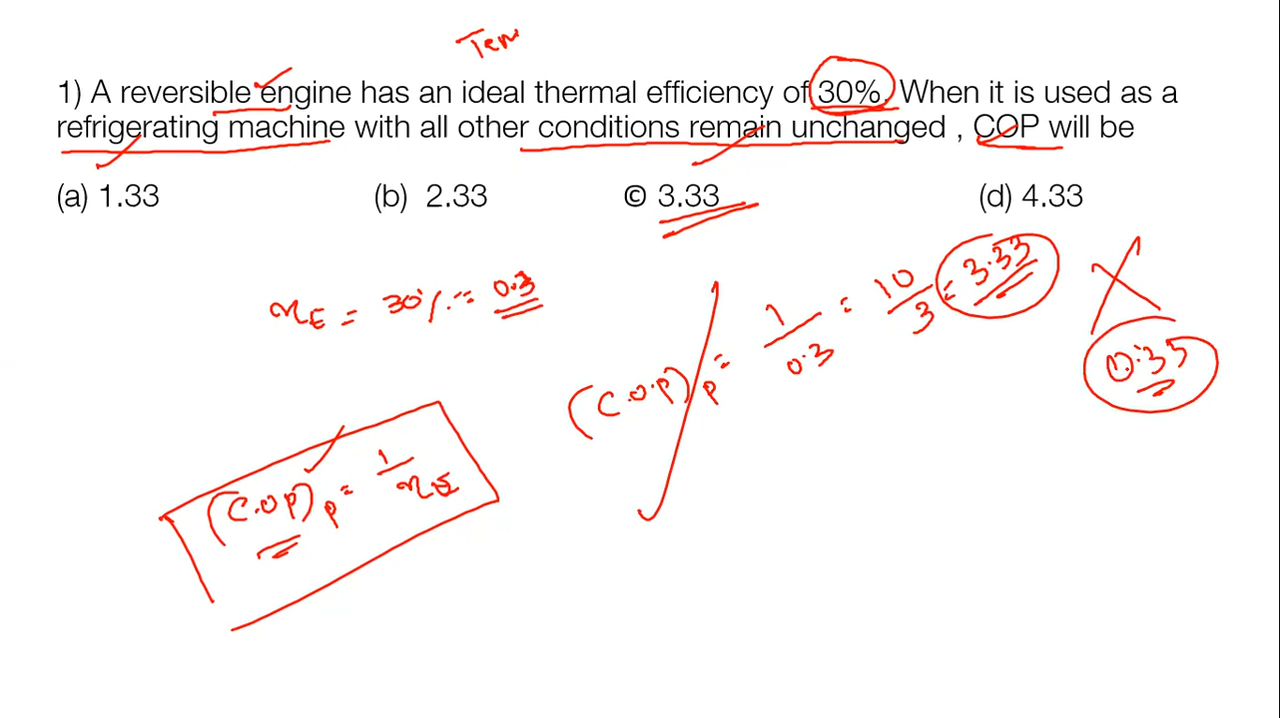 Tem
1) A reversible engine has an ideal thermal efficiency of 30%. When it is used as a
refrigerating machine with all other conditions remain unchanged , COP will be
(a) 1.33 (b) 2.33 © 3.33 (d) 4.33
ηE = 30% = 0.3
(C.O.P)P = 1/0.3 = 10/3 = 3.33
(C.O.P)P = 1/ηE